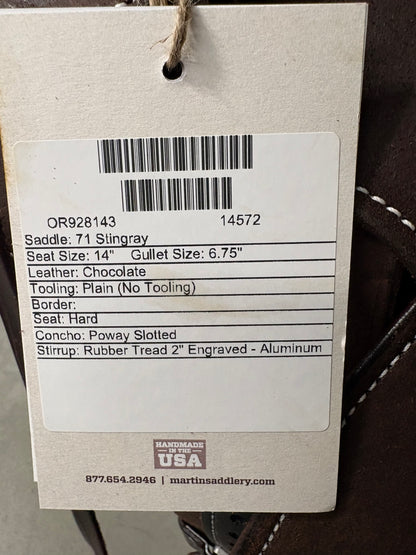 OR928143 14572
Saddle: 71 Stingray
Seat Size: 14" Gullet Size: 6.75"
Leather: Chocolate
Tooling: Plain (No Tooling)
Border:
Seat: Hard
Concho: Poway Slotted
Stirrup: Rubber Tread 2" Engraved - Aluminum
HANDMADE
IN THE
USA
877.654.2946 | martinsaddlery.com